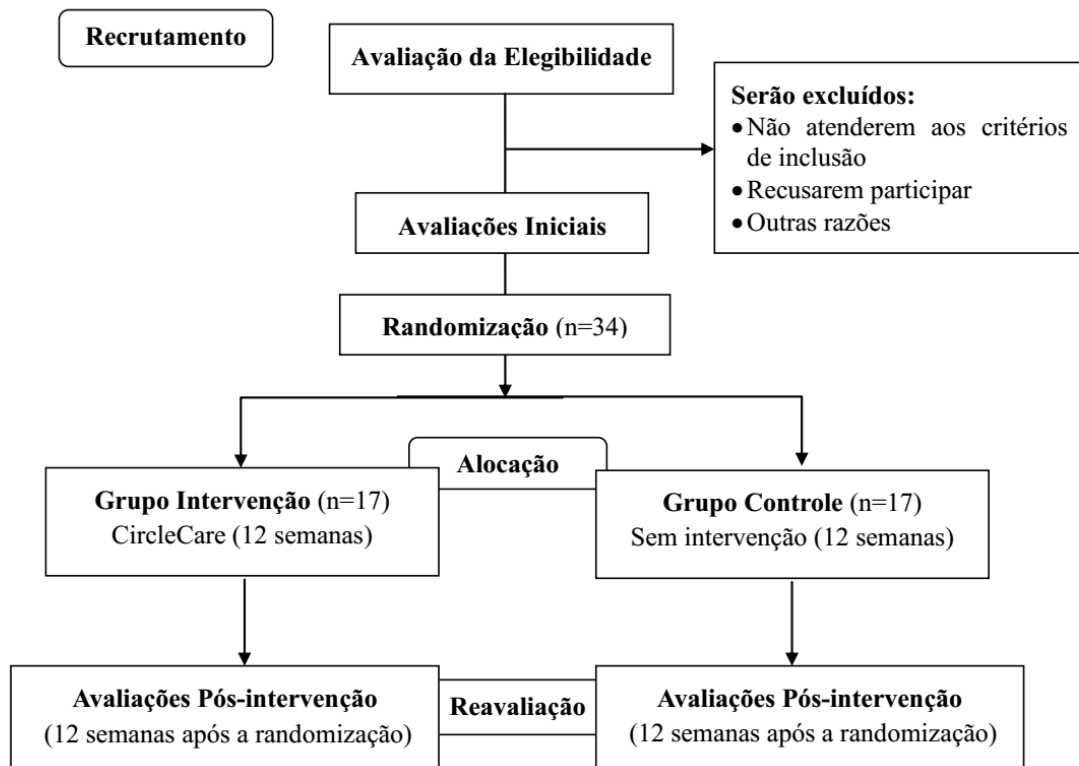 Recrutamento
Avaliação da Elegibilidade
Serão excluídos:
•Não atenderem aos critérios
de inclusão
•Recusarem participar
•Outras razões
Avaliações Iniciais
Randomização (n=34)
Alocação
Grupo Intervenção (n=17)
CircleCare (12 semanas)
Grupo Controle (n=17)
Sem intervenção (12 semanas)
Avaliações Pós-intervenção
(12 semanas após a randomização)
Reavaliação
Avaliações Pós-intervenção
(12 semanas após a randomização)